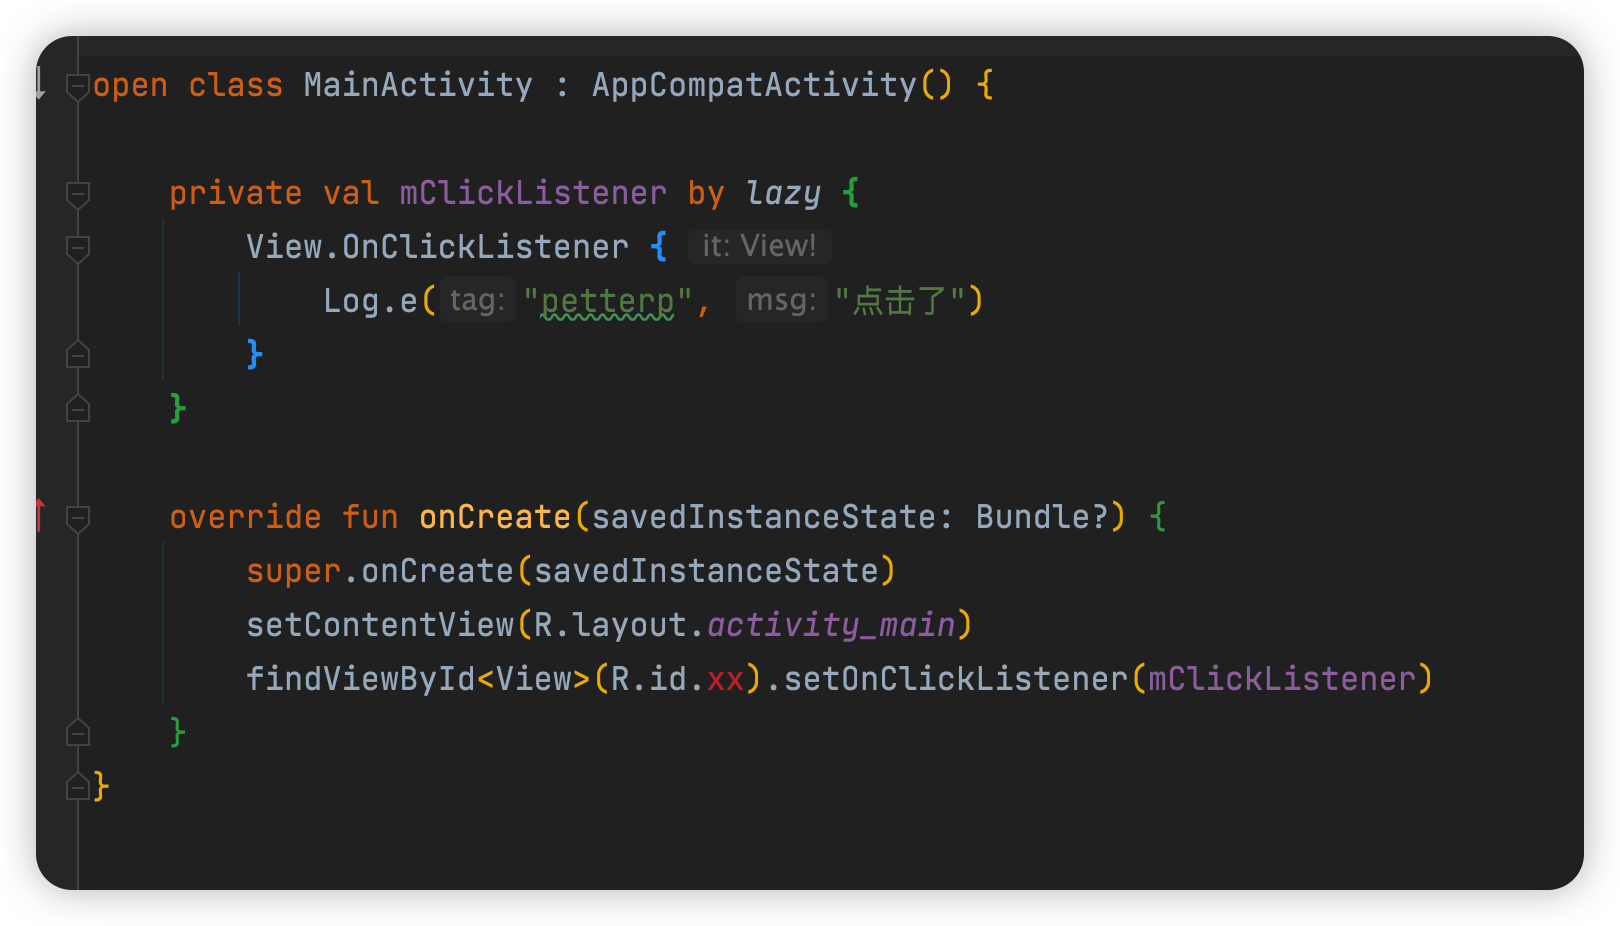 open class MainActivity : AppCompatActivity() {
private val mClickListener by lazy {
View.OnClickListener { it: View!
Log.e( tag: "petterp", msg: "点击了")
}
}
override fun onCreate(savedInstanceState: Bundle?) {
super.onCreate(savedInstanceState)
setContentView(R.layout.activity_main)
findViewById<View>(R.id.xx).setOnClickListener(mClickListener)
}
}